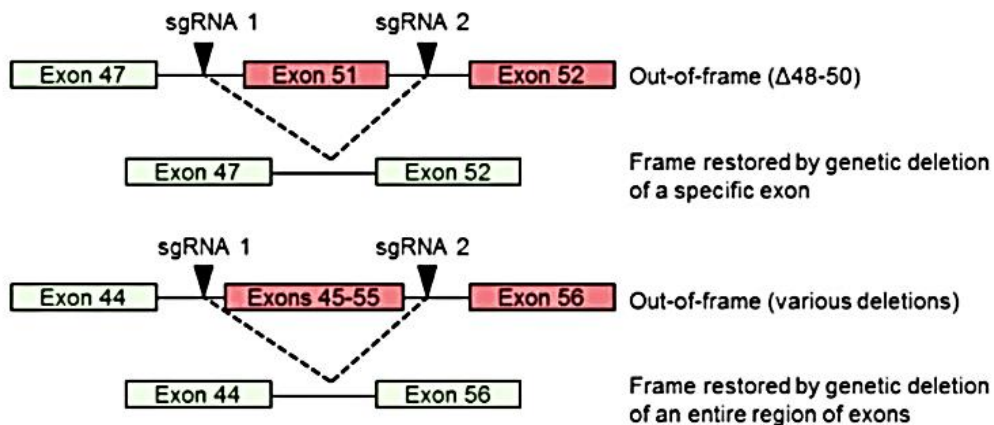 sgRNA 1
sgRNA 2
Exon 47
Exon 51
Exon 52
Out-of-frame (Δ48-50)
Exon 47
Exon 52
Frame restored by genetic deletion
of a specific exon
sgRNA 1
sgRNA 2
Exon 44
Exons 45-55
Exon 56
Out-of-frame (various deletions)
Exon 44
Exon 56
Frame restored by genetic deletion
of an entire region of exons